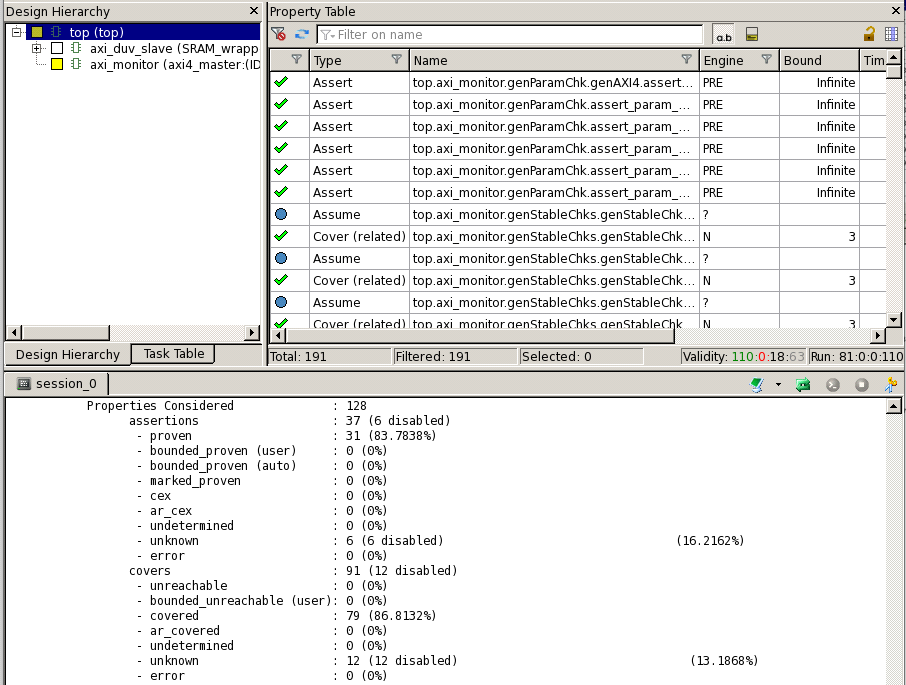 Design Hierarchy
top (top)
axi_duv_slave (SRAM_wrapp
axi_monitor (axi4_master:(ID
Design Hierarchy
Task Table
Property Table
Filter on name
a.b
Type Name Engine Bound Tim
Assert top.axi_monitor.genParamChk.genAXI4.assert... PRE Infinite
Assert top.axi_monitor.genParamChk.assert_param_... PRE Infinite
Assert top.axi_monitor.genParamChk.assert_param_... PRE Infinite
Assert top.axi_monitor.genParamChk.assert_param_... PRE Infinite
Assert top.axi_monitor.genParamChk.assert_param_... PRE Infinite
Assert top.axi_monitor.genParamChk.assert_param_... PRE Infinite
Assume top.axi_monitor.genStableChks.genStableChk... ?
Cover (related) top.axi_monitor.genStableChks.genStableChk... N 3
Assume top.axi_monitor.genStableChks.genStableChk... ?
Cover (related) top.axi_monitor.genStableChks.genStableChk... N 3
Assume top.axi_monitor.genStableChks.genStableChk... ?
Cover (related) top.axi_monitor.genStableChks.genStableChk... N 3
Total: 191 Filtered: 191 Selected: 0 Validity: 110:0:18:63 Run: 81:0:0:110
session_0
Properties Considered : 128
assertions : 37 (6 disabled)
- proven : 31 (83.7838%)
- bounded_proven (user) : 0 (0%)
- bounded_proven (auto) : 0 (0%)
- marked_proven : 0 (0%)
- cex : 0 (0%)
- ar_cex : 0 (0%)
- undetermined : 0 (0%)
- unknown : 6 (6 disabled) (16.2162%)
- error : 0 (0%)
covers : 91 (12 disabled)
- unreachable : 0 (0%)
- bounded_unreachable (user): 0 (0%)
- covered : 79 (86.8132%)
- ar_covered : 0 (0%)
- undetermined : 0 (0%)
- unknown : 12 (12 disabled) (13.1868%)
- error : 0 (0%)